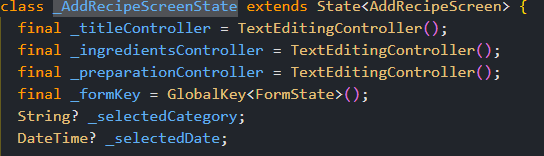 class _AddRecipeScreenState extends State<AddRecipeScreen> {
final _titleController = TextEditingController();
final _ingredientsController = TextEditingController();
final _preparationController = TextEditingController();
final _formKey = GlobalKey<FormState>();
String? _selectedCategory;
DateTime? _selectedDate;